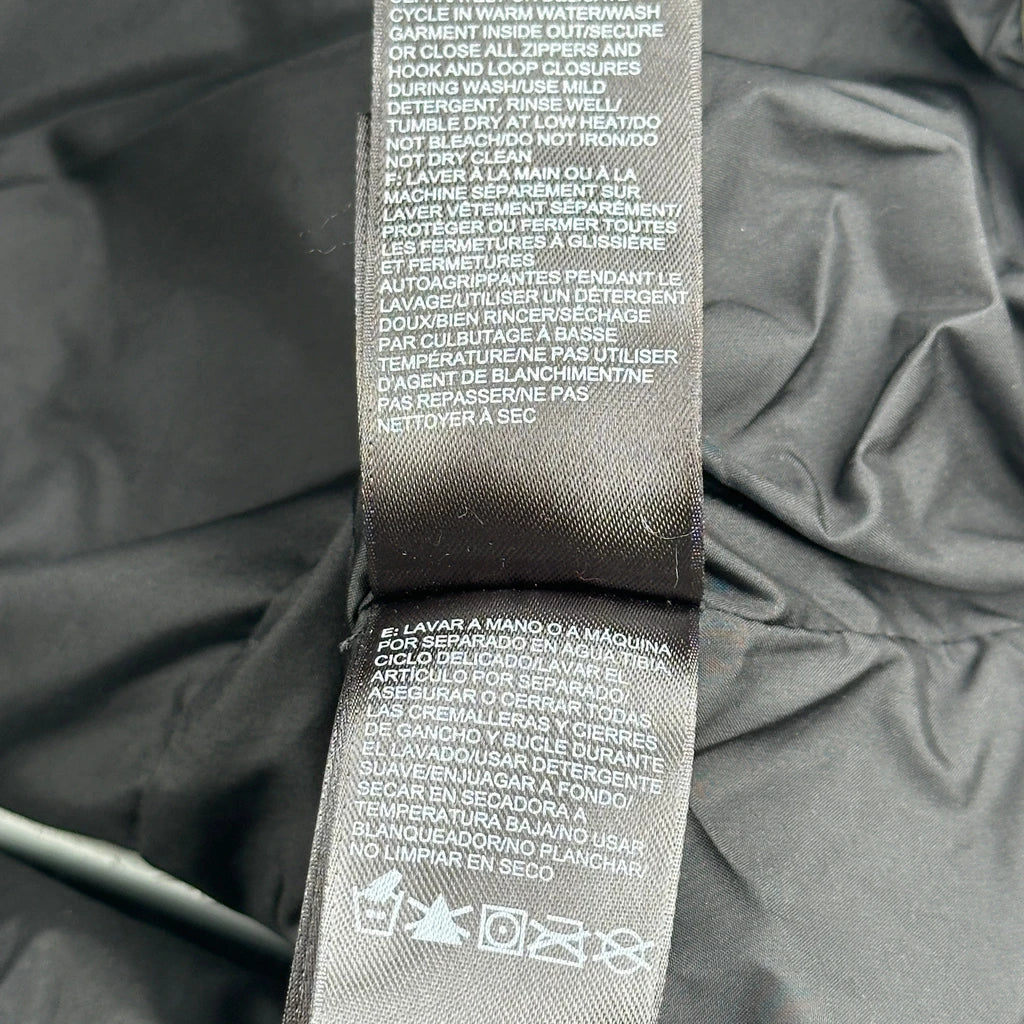 CYCLE IN WARM WATER/WASH
GARMENT INSIDE OUT/SECURE
OR CLOSE ALL ZIPPERS AND
HOOK AND LOOP CLOSURES
DURING WASH/USE MILD
DETERGENT, RINSE WELL/
TUMBLE DRY AT LOW HEAT/DO
NOT BLEACH/DO NOT IRON/DO
NOT DRY CLEAN
F: LAVER À LA MAIN OU À LA
MACHINE SÉPARÉMENT SUR
LAVER VÊTEMENT SÉPARÉMENT/
PROTÉGER OU FERMER TOUTES
LES FERMETURES À GLISSIÈRE
ET FERMETURES
AUTOAGRIPPANTES PENDANT LE
LAVAGE/UTILISER UN DÉTERGENT
DOUX/BIEN RINCER/SÉCHAGE
PAR CULBUTAGE À BASSE
TEMPÉRATURE/NE PAS UTILISER
D'AGENT DE BLANCHIMENT/NE
PAS REPASSER/NE PAS
NETTOYER À SEC
E: LAVAR A MANO O A MÁQUINA
POR SEPARADO EN AGUA TIBIA,
CICLO DELICADO/LAVAR EL
ARTÍCULO POR SEPARADO,
ASEGURAR O CERRAR TODAS
LAS CREMALLERAS Y CIERRES
DE GANCHO Y BUCLE DURANTE
EL LAVADO/USAR DETERGENTE
SUAVE/ENJUAGAR A FONDO/
SECAR EN SECADORA A
TEMPERATURA BAJA/NO USAR
BLANQUEADOR/NO PLANCHAR/
NO LIMPIAR EN SECO